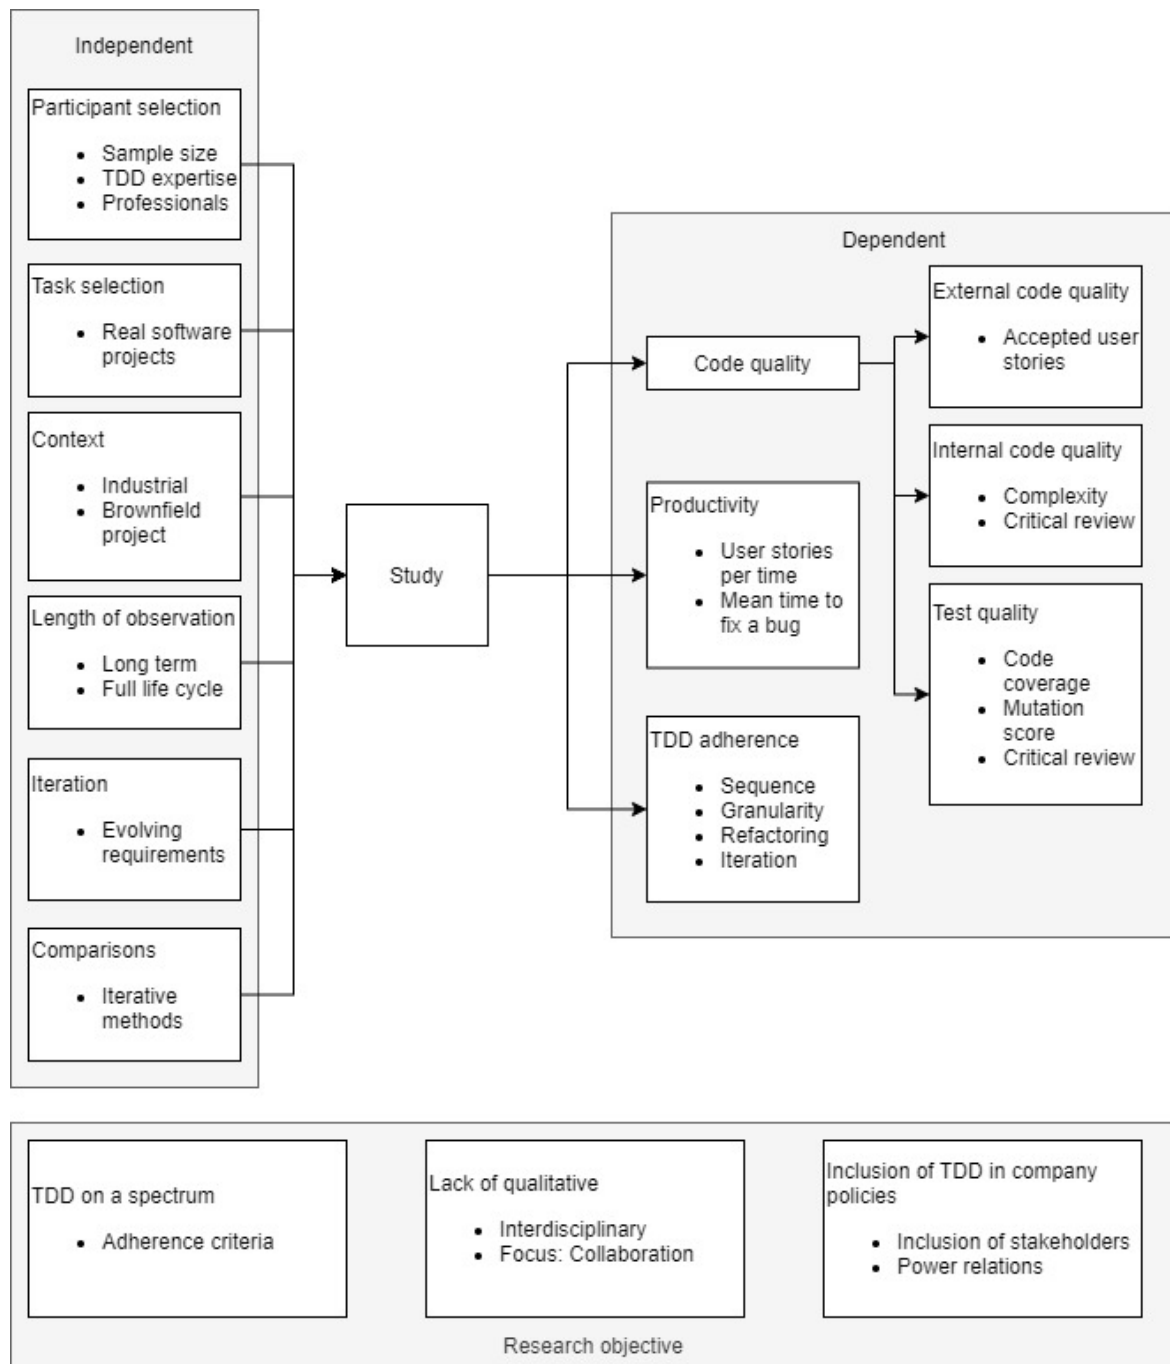 Independent
Participant selection
• Sample size
• TDD expertise
• Professionals
Task selection
• Real software
projects
Context
• Industrial
• Brownfield
project
Length of observation
• Long term
• Full life cycle
Iteration
• Evolving
requirements
Comparisons
• Iterative
methods
Study
Dependent
Code quality
Productivity
• User stories
per time
• Mean time to
fix a bug
TDD adherence
• Sequence
• Granularity
• Refactoring
• Iteration
External code quality
• Accepted user
stories
Internal code quality
• Complexity
• Critical review
Test quality
• Code
coverage
• Mutation
score
• Critical review
TDD on a spectrum
• Adherence criteria
Lack of qualitative
• Interdisciplinary
• Focus: Collaboration
Inclusion of TDD in company
policies
• Inclusion of stakeholders
• Power relations
Research objective